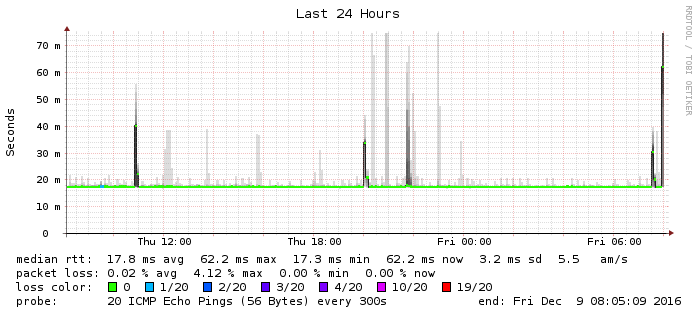 Last 24 Hours
RRDTOOL / TOBI OETIKER
Seconds
70 m
60 m
50 m
40 m
30 m
20 m
10 m
0
Thu 12:00 Thu 18:00 Fri 00:00 Fri 06:00
median rtt: 17.8 ms avg 62.2 ms max 17.3 ms min 62.2 ms now 3.2 ms sd 5.5 am/s
packet loss: 0.02 % avg 4.12 % max 0.00 % min 0.00 % now
loss color: 0 1/20 2/20 3/20 4/20 10/20 19/20
probe: 20 ICMP Echo Pings (56 Bytes) every 300s end: Fri Dec 9 08:05:09 2016